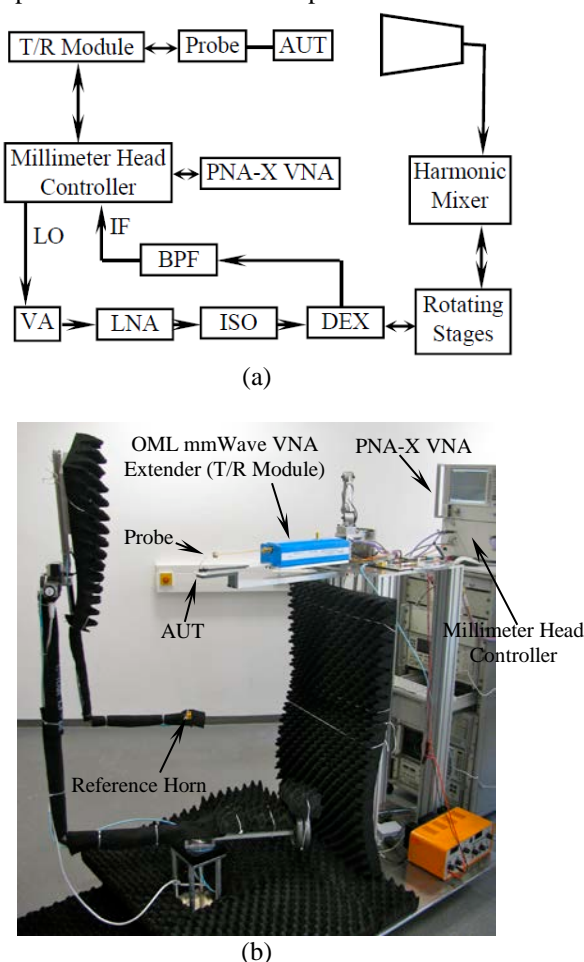 T/R Module
Probe
AUT
Millimeter Head
Controller
PNA-X VNA
Harmonic
Mixer
LO
IF
BPF
VA
LNA
ISO
DEX
Rotating
Stages
(a)
OML mmWave VNA
Extender (T/R Module)
PNA-X VNA
Probe
AUT
Millimeter Head
Controller
Reference Horn
(b)